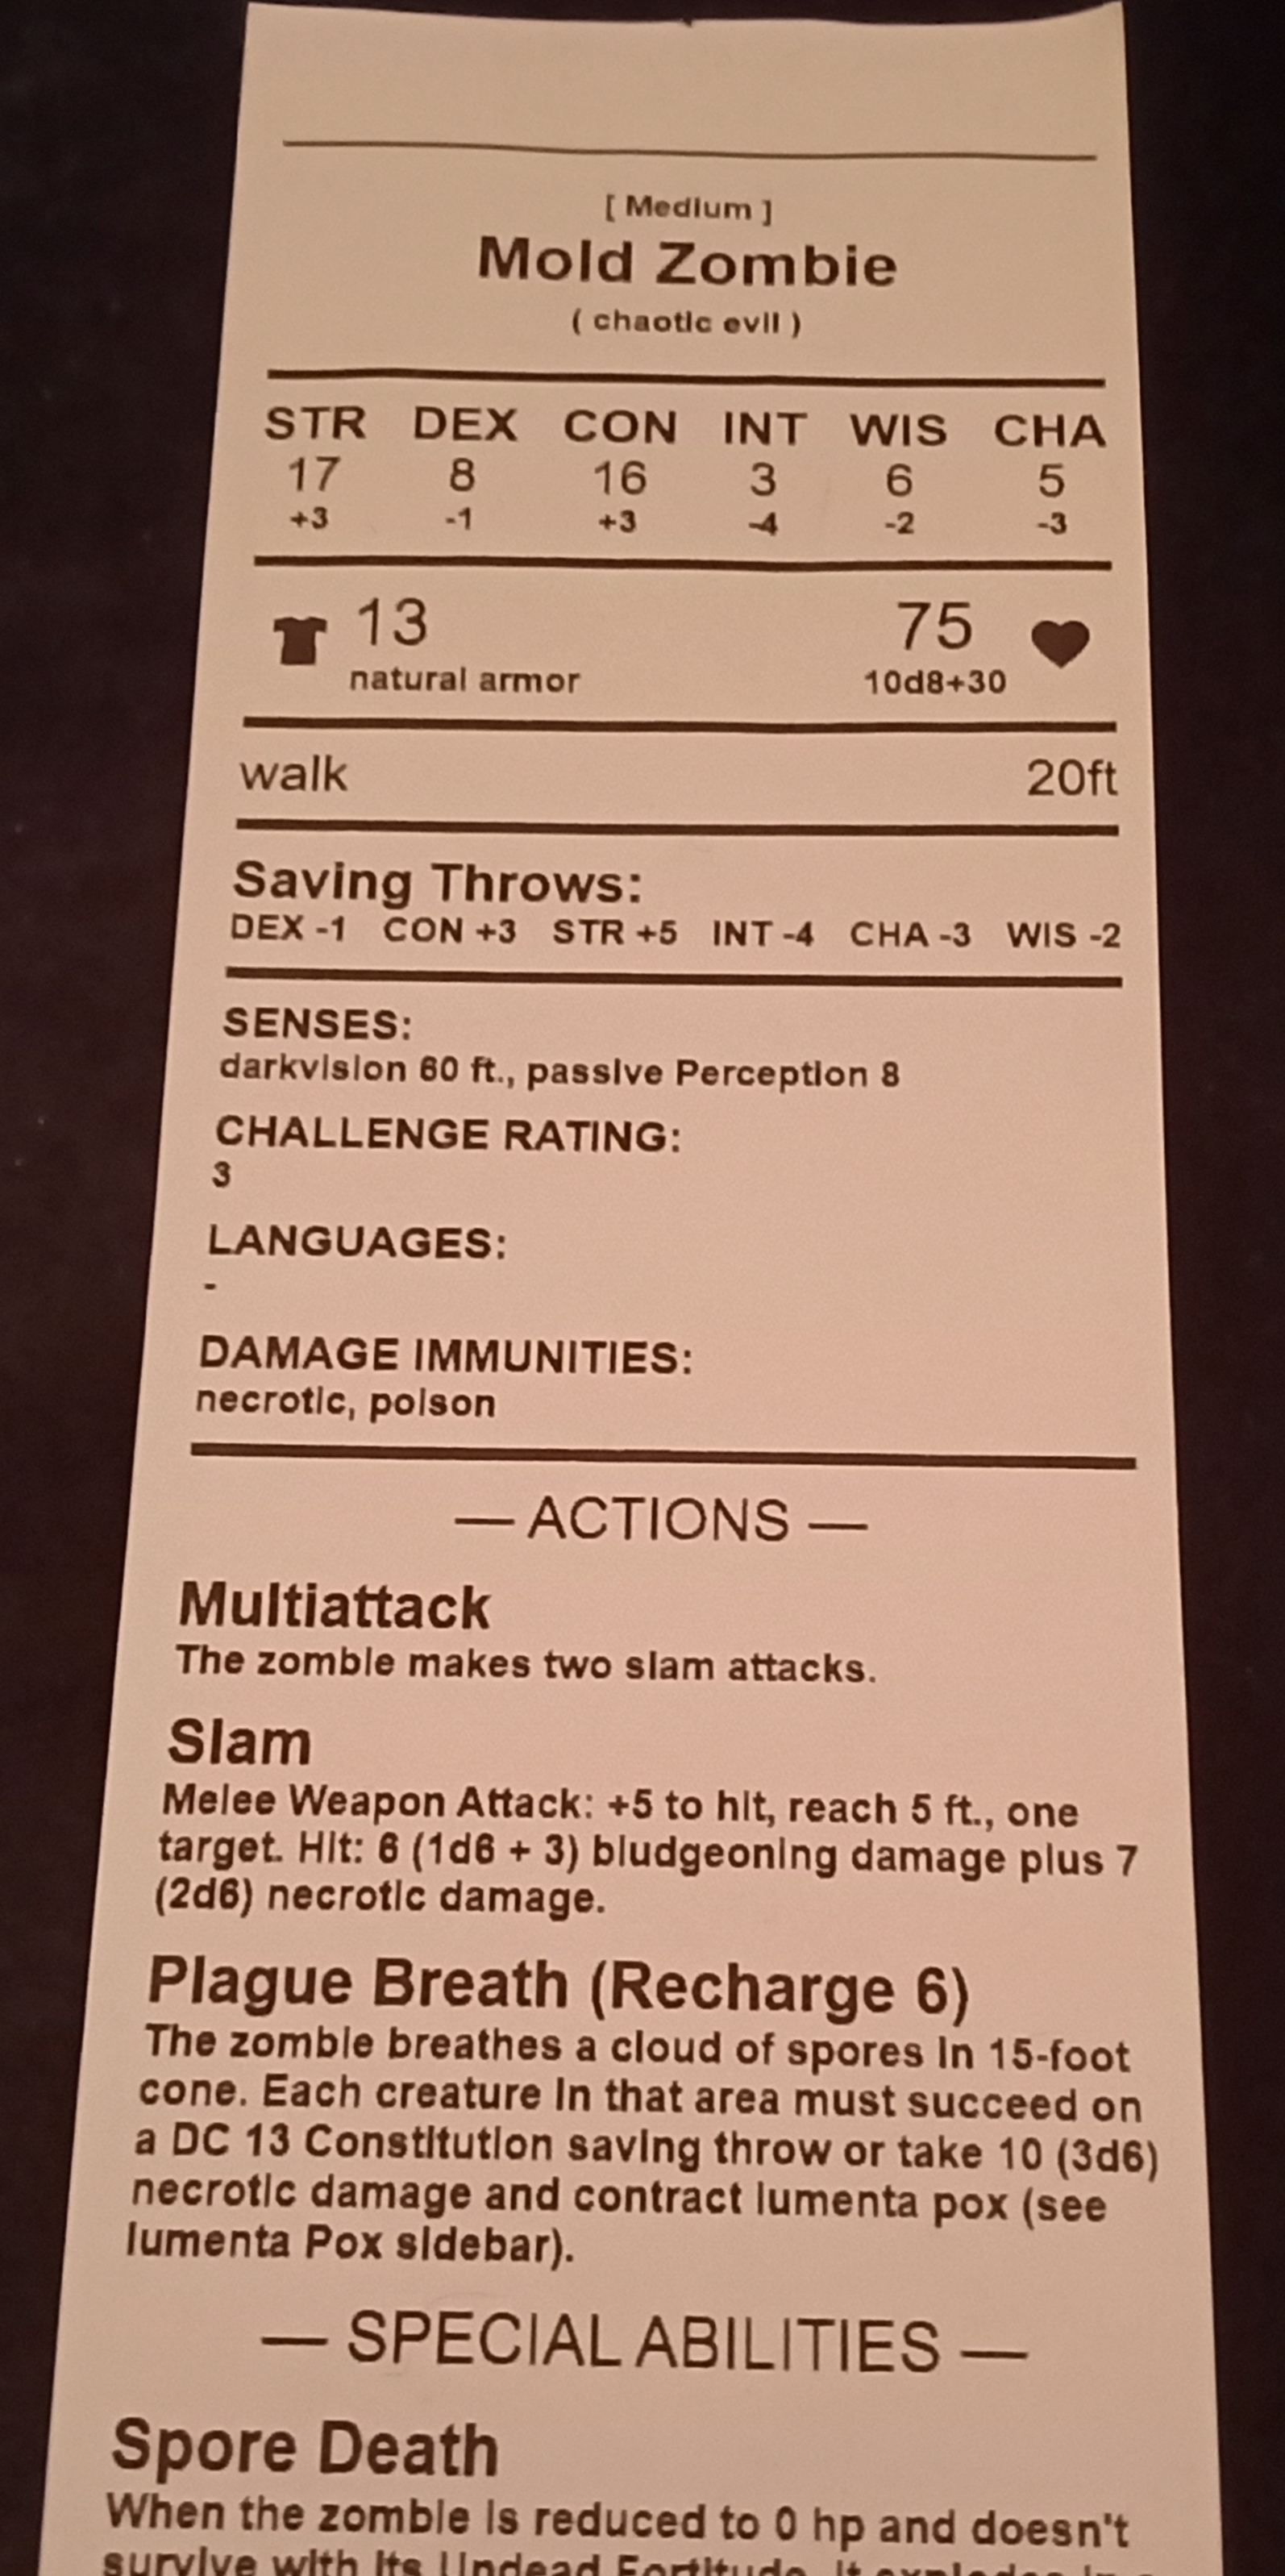 [ Medium ]
Mold Zombie
( chaotic evil )
STR DEX CON INT WIS CHA
17 8 16 3 6 5
+3 -1 +3 -4 -2 -3
13 75
natural armor 10d8+30
walk 20ft
Saving Throws:
DEX -1 CON +3 STR +5 INT -4 CHA -3 WIS -2
SENSES:
darkvision 60 ft., passive Perception 8
CHALLENGE RATING:
3
LANGUAGES:
-
DAMAGE IMMUNITIES:
necrotic, poison
— ACTIONS —
Multiattack
The zombie makes two slam attacks.
Slam
Melee Weapon Attack: +5 to hit, reach 5 ft., one
target. Hit: 6 (1d6 + 3) bludgeoning damage plus 7
(2d6) necrotic damage.
Plague Breath (Recharge 6)
The zombie breathes a cloud of spores in 15-foot
cone. Each creature in that area must succeed on
a DC 13 Constitution saving throw or take 10 (3d6)
necrotic damage and contract iumenta pox (see
Iumenta Pox sidebar).
— SPECIAL ABILITIES —
Spore Death
When the zombie is reduced to 0 hp and doesn't
survive with its Undead Fortitude, it explodes in a